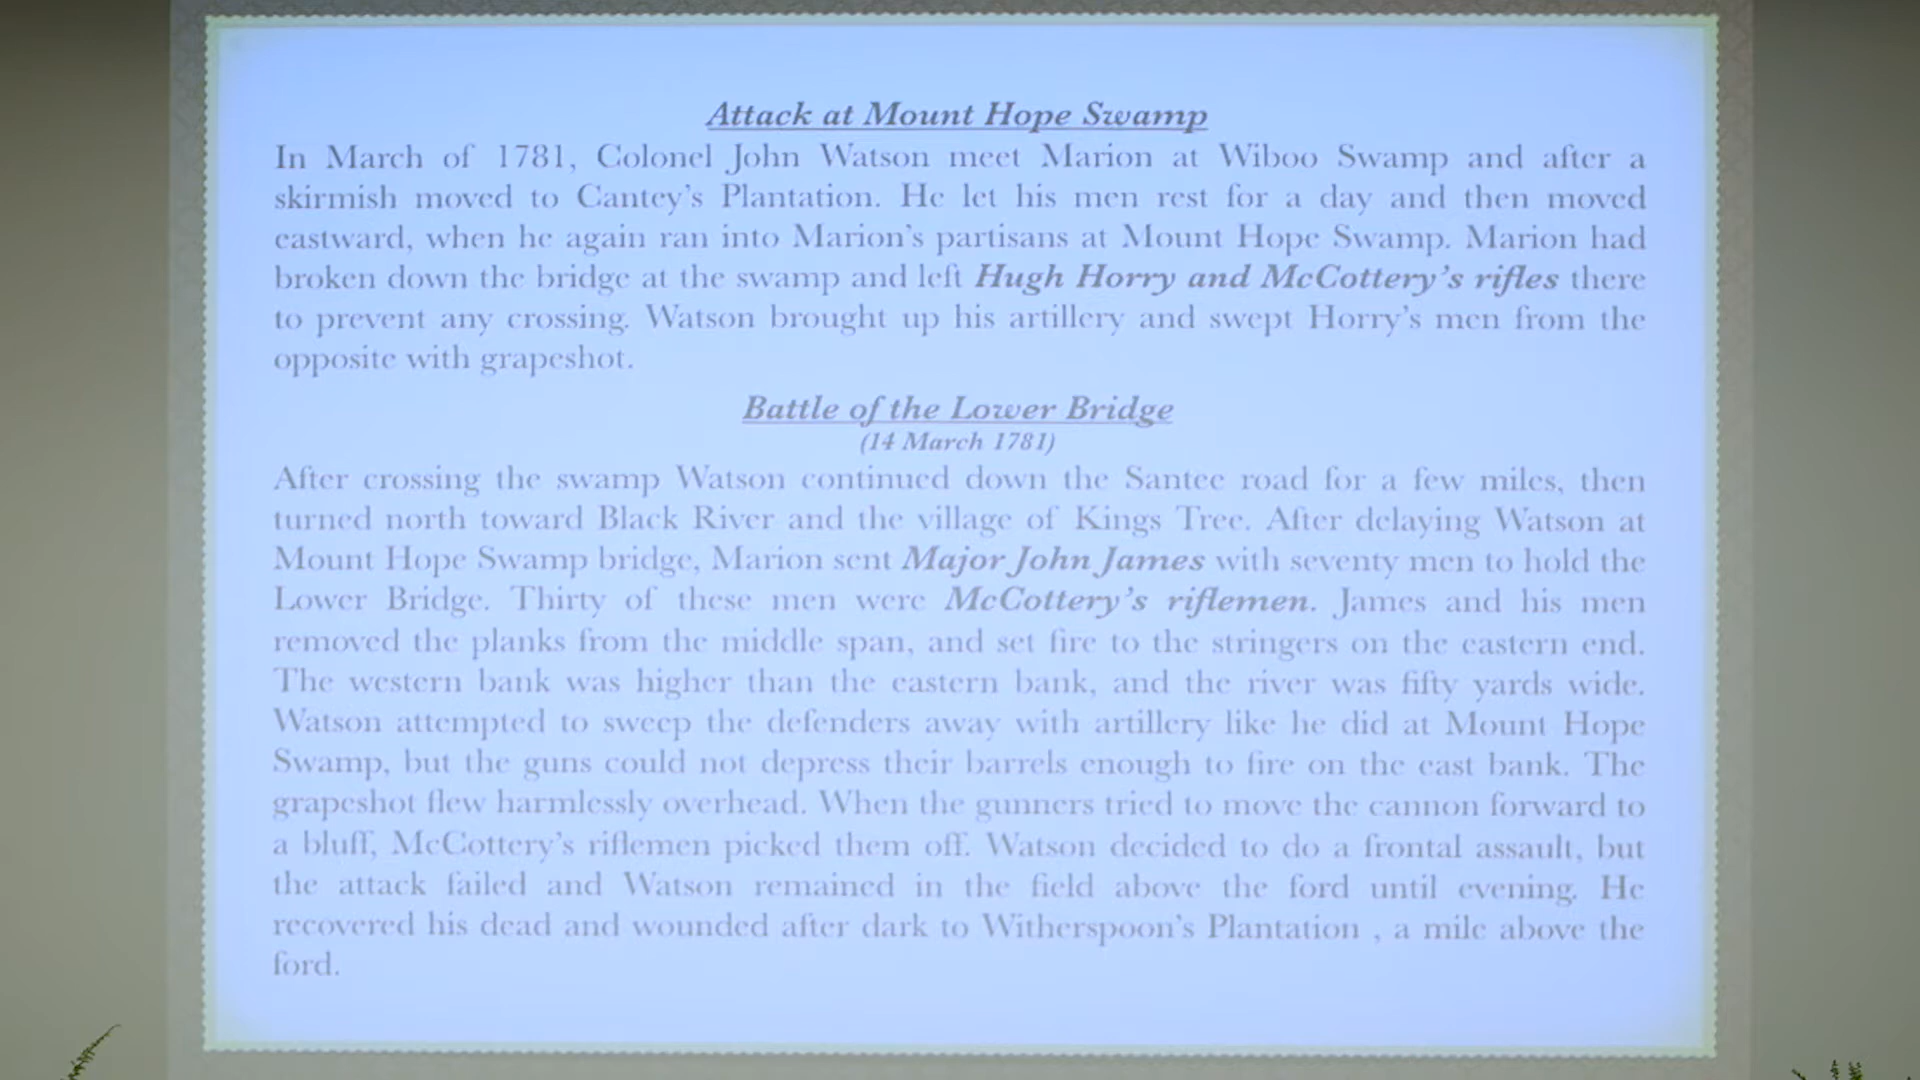 Attack at Mount Hope Swamp
In March of 1781, Colonel John Watson meet Marion at Wiboo Swamp and after a
skirmish moved to Cantey's Plantation. He let his men rest for a day and then moved
eastward, when he again ran into Marion's partisans at Mount Hope Swamp. Marion had
broken down the bridge at the swamp and left Hugh Horry and McCottery's rifles there
to prevent any crossing. Watson brought up his artillery and swept Horry's men from the
opposite with grapeshot.
Battle of the Lower Bridge
(14 March 1781)
After crossing the swamp Watson continued down the Santee road for a few miles, then
turned north toward Black River and the village of Kings Tree. After delaying Watson at
Mount Hope Swamp bridge, Marion sent Major John James with seventy men to hold the
Lower Bridge. Thirty of these men were McCottery's riflemen. James and his men
removed the planks from the middle span, and set fire to the stringers on the eastern end.
The western bank was higher than the eastern bank, and the river was fifty yards wide.
Watson attempted to sweep the defenders away with artillery like he did at Mount Hope
Swamp, but the guns could not depress their barrels enough to fire on the east bank. The
grapeshot flew harmlessly overhead. When the gunners tried to move the cannon forward to
a bluff, McCottery's riflemen picked them off. Watson decided to do a frontal assault, but
the attack failed and Watson remained in the field above the ford until evening. He
recovered his dead and wounded after dark to Witherspoon's Plantation , a mile above the
ford.